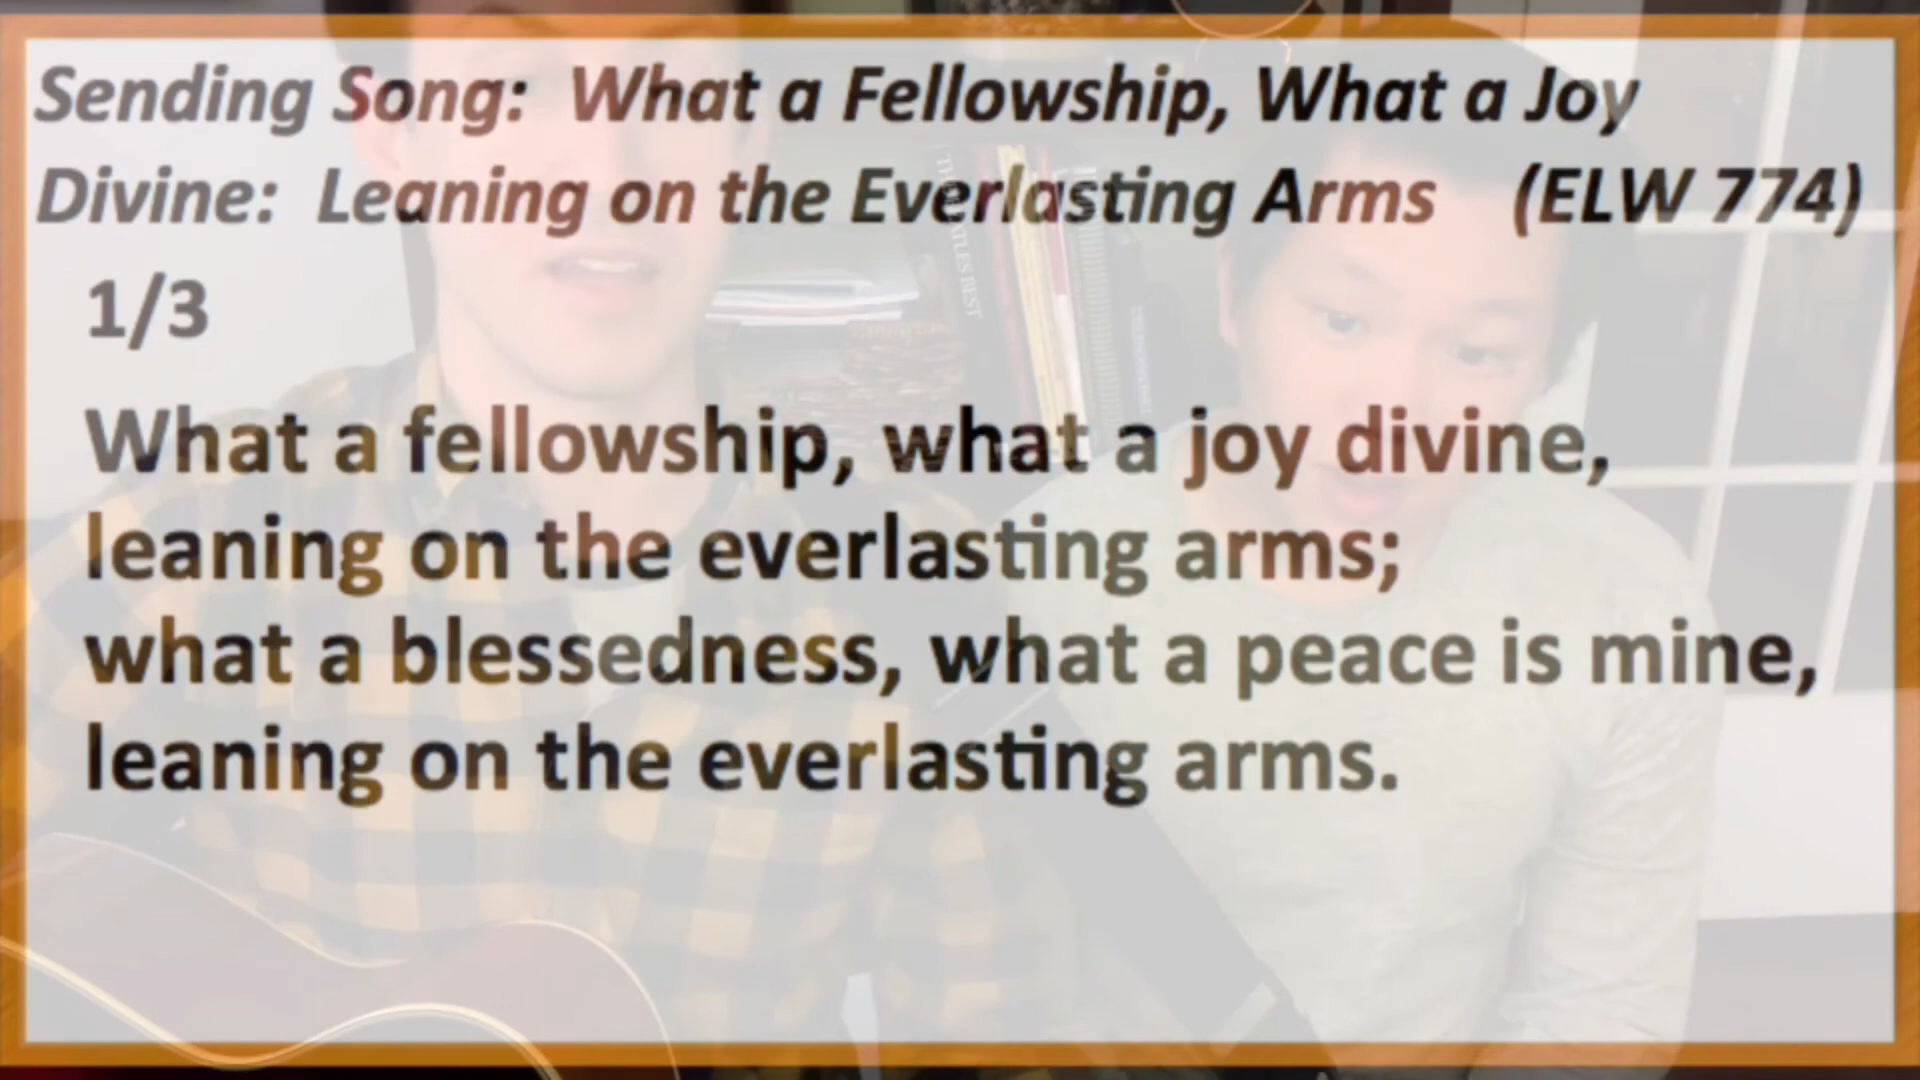 Sending Song: What a Fellowship, What a Joy
Divine: Leaning on the Everlasting Arms (ELW 774)
1/3
What a fellowship, what a joy divine,
leaning on the everlasting arms;
what a blessedness, what a peace is mine,
leaning on the everlasting arms.